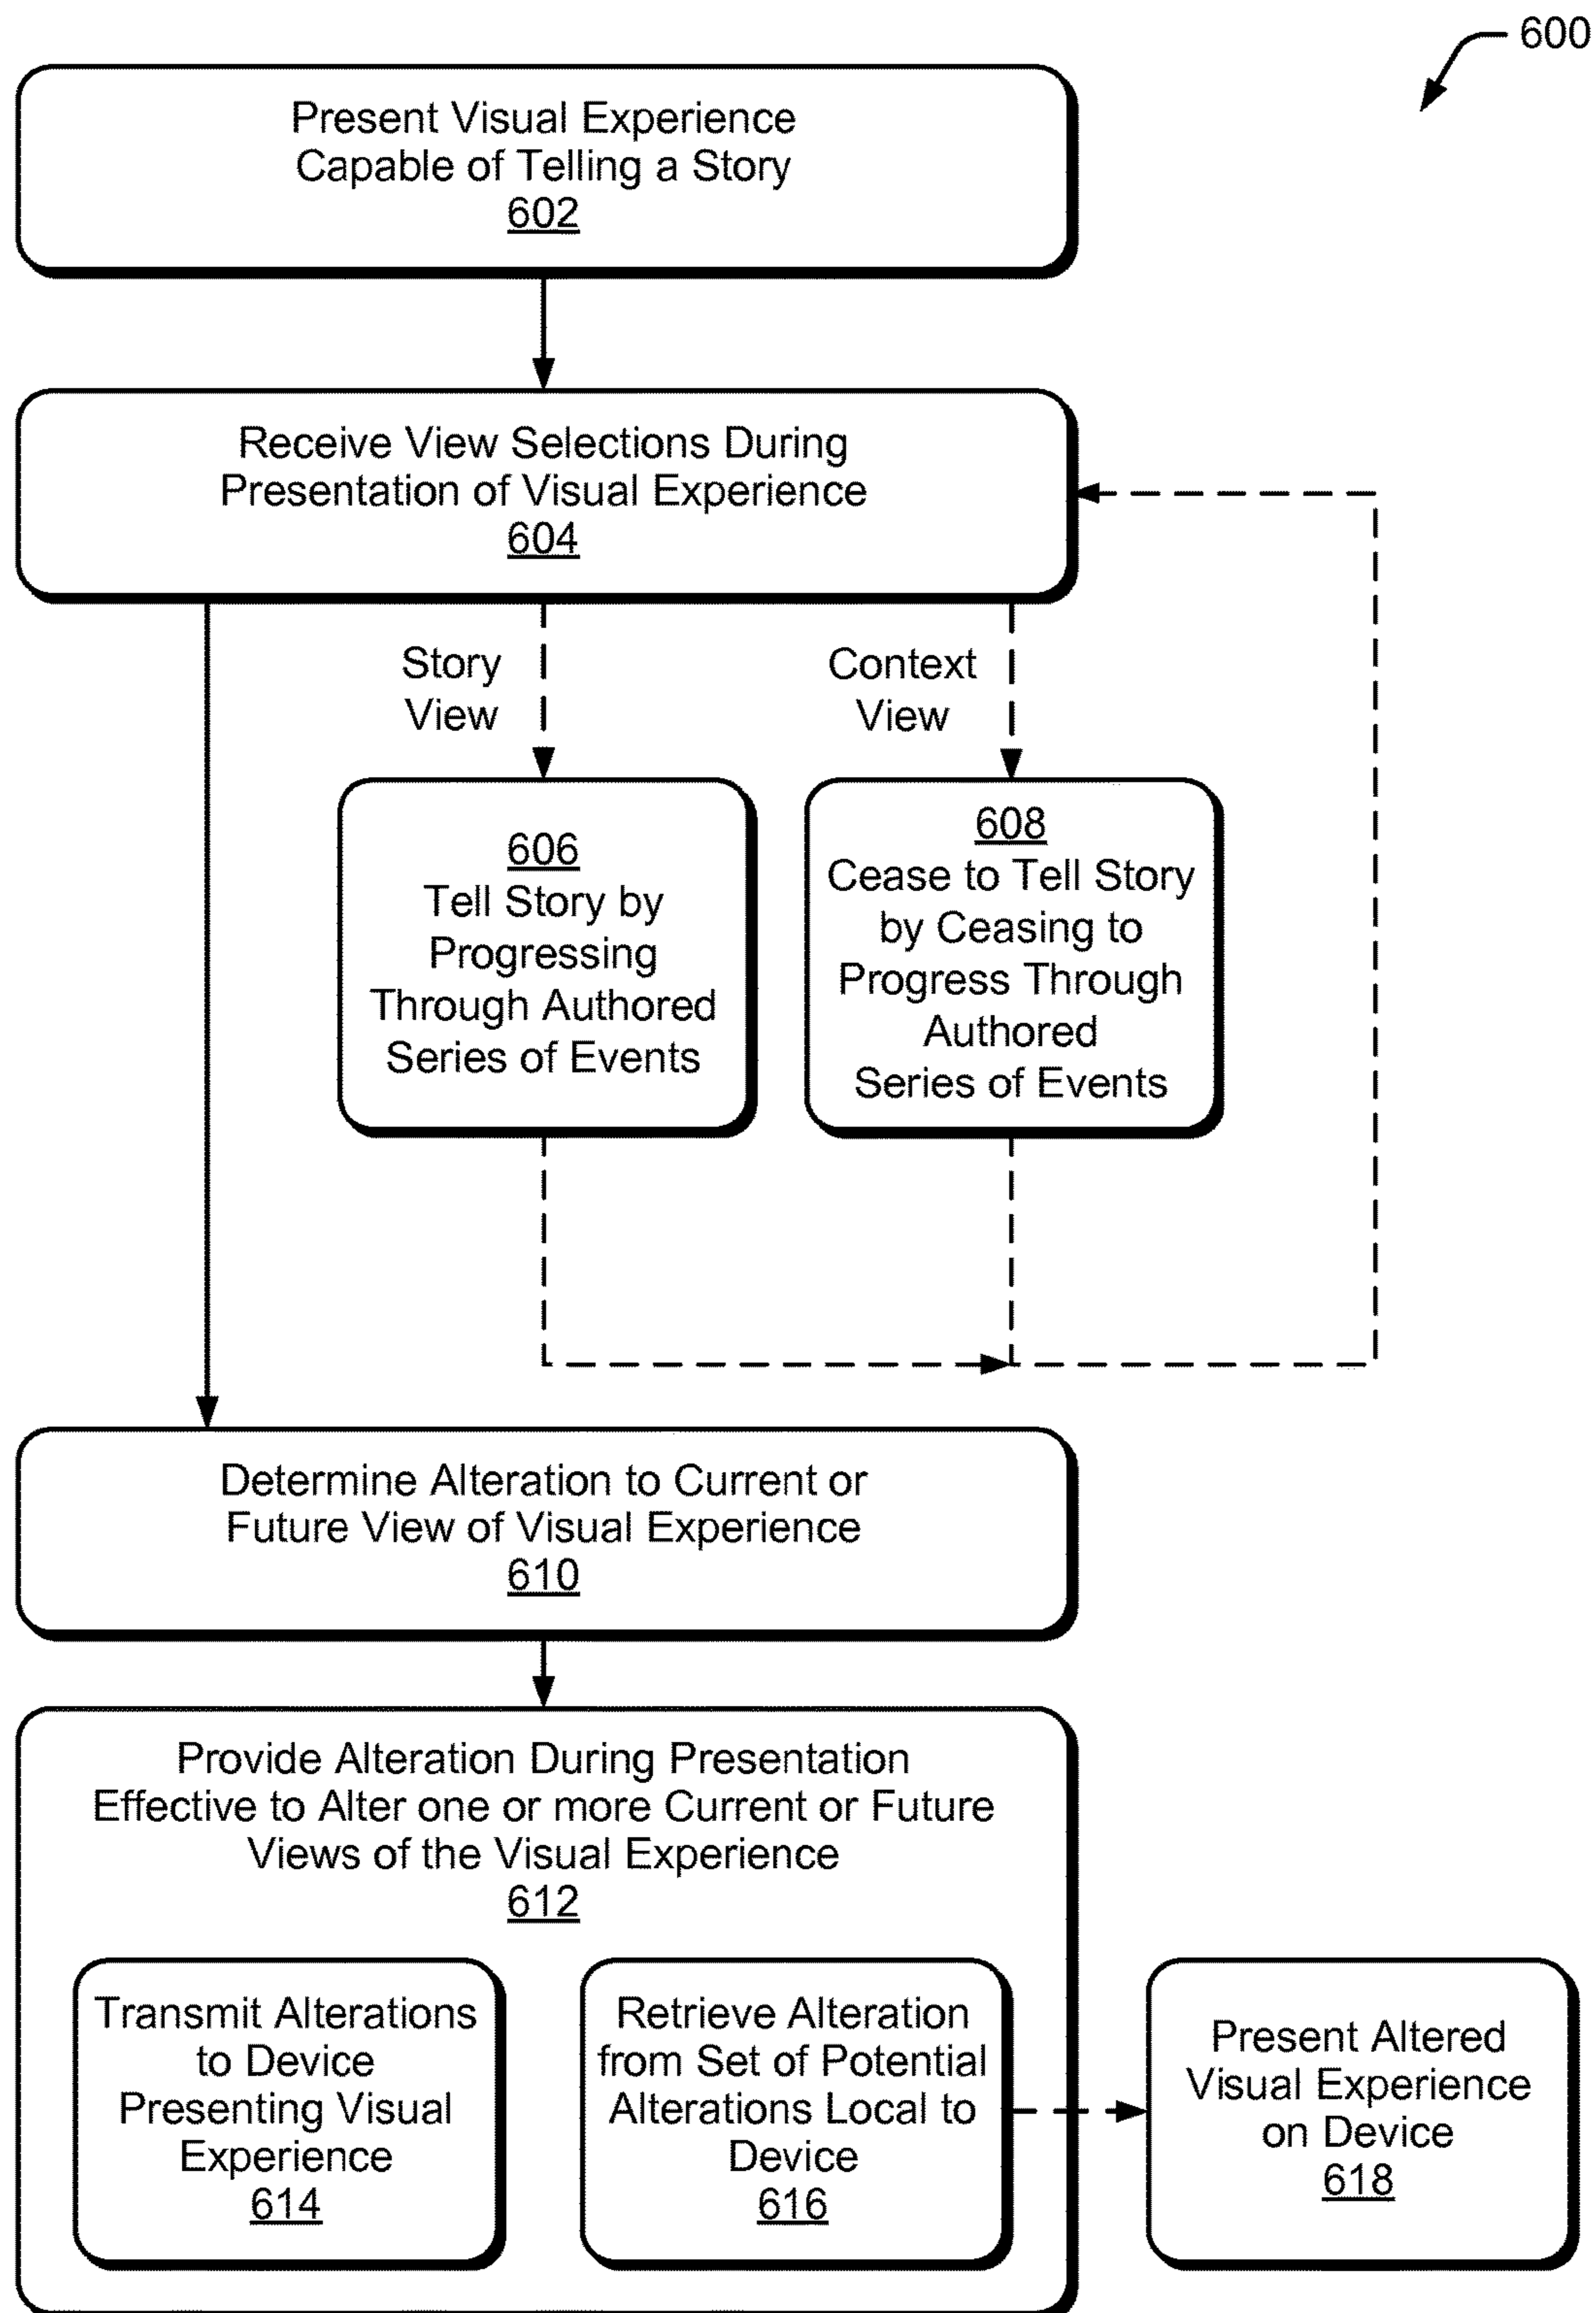 600
Present Visual Experience
Capable of Telling a Story
602
Receive View Selections During
Presentation of Visual Experience
604
Story
View
Context
View
606
Tell Story by
Progressing
Through Authored
Series of Events
608
Cease to Tell Story
by Ceasing to
Progress Through
Authored
Series of Events
Determine Alteration to Current or
Future View of Visual Experience
610
Provide Alteration During Presentation
Effective to Alter one or more Current or Future
Views of the Visual Experience
612
Transmit Alterations
to Device
Presenting Visual
Experience
614
Retrieve Alteration
from Set of Potential
Alterations Local to
Device
616
Present Altered
Visual Experience
on Device
618